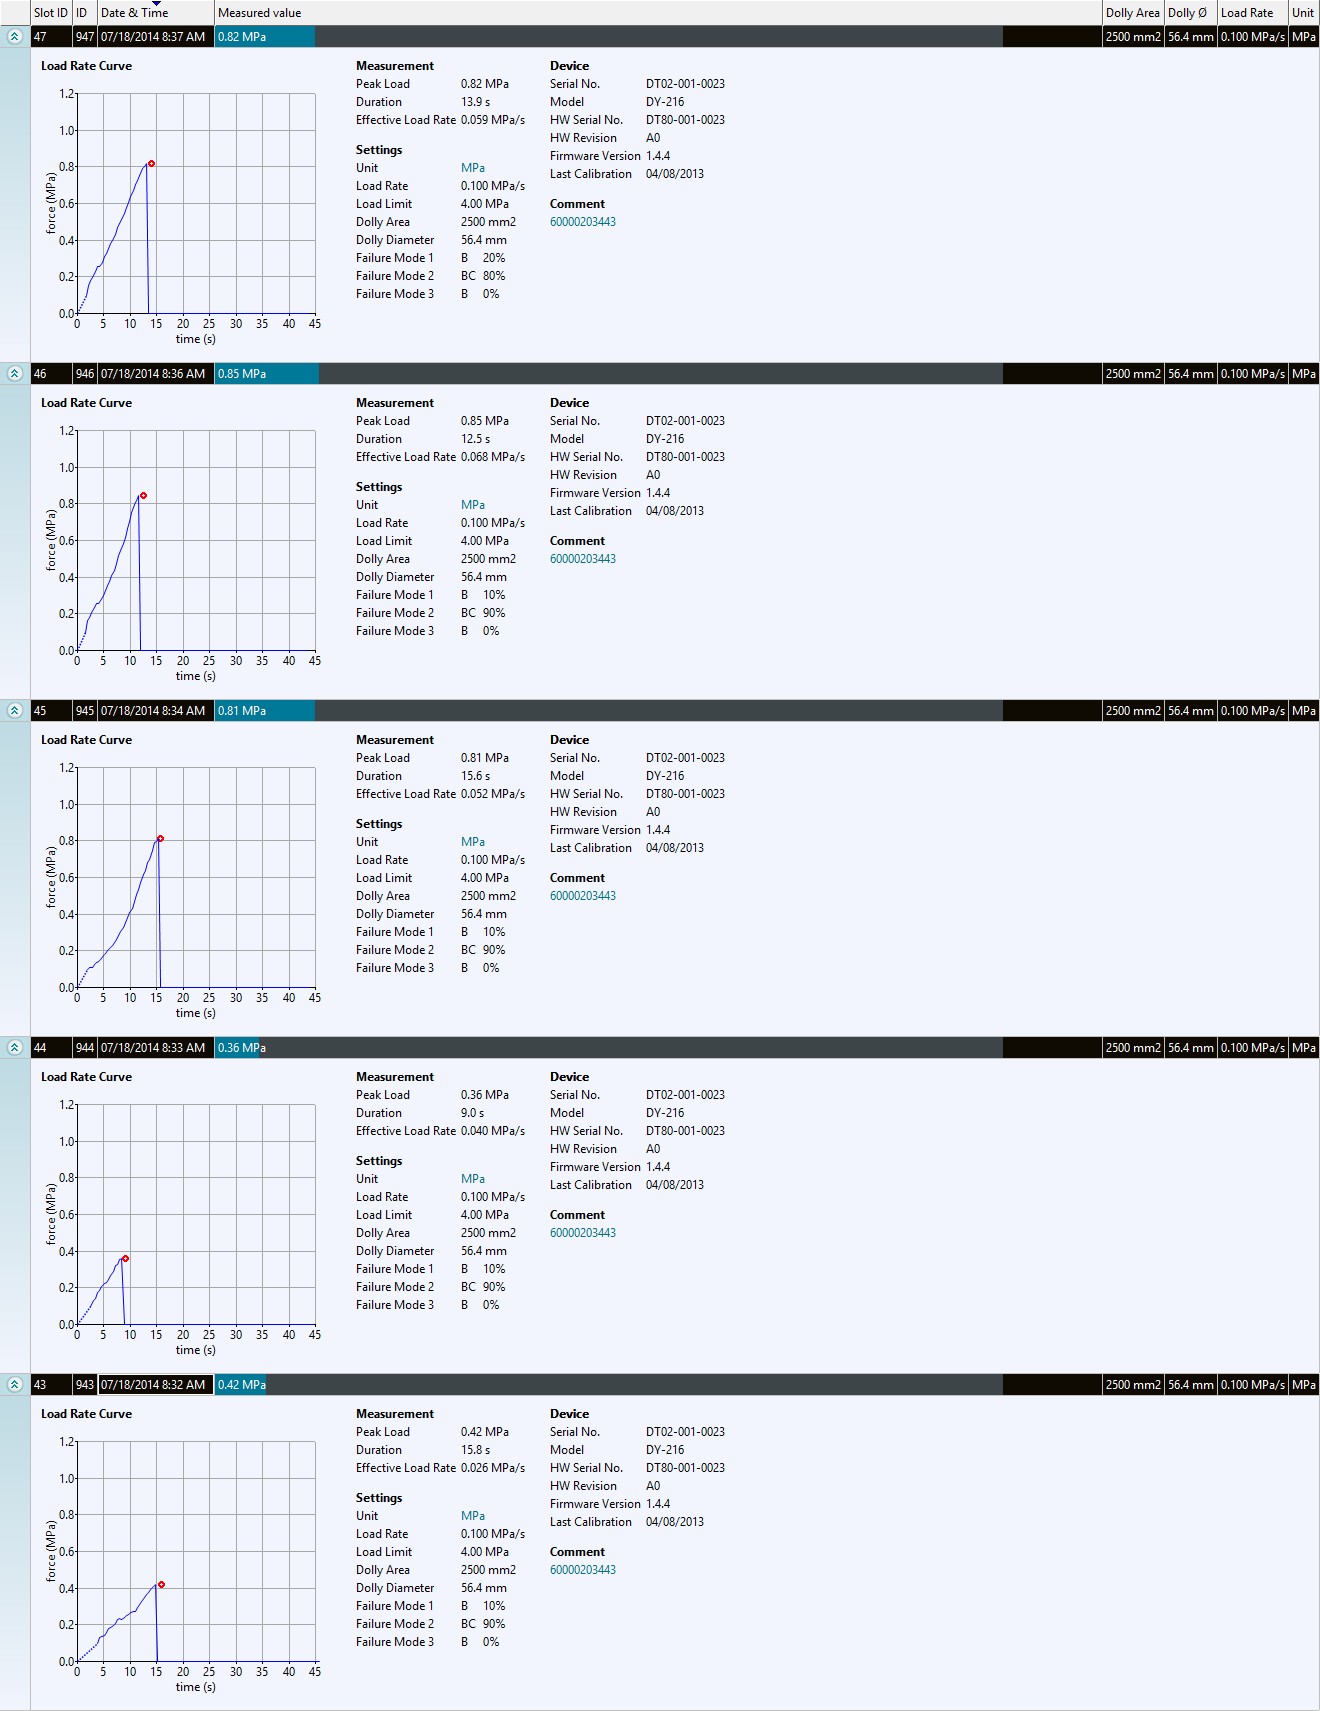 Slot ID ID Date & Time Measured value Dolly Area Dolly Ø Load Rate Unit
47 947 07/18/2014 8:37 AM 0.82 MPa 2500 mm2 56.4 mm 0.100 MPa/s MPa
Load Rate Curve
force (MPa)
1.2
1.0
0.8
0.6
0.4
0.2
0.0
0 5 10 15 20 25 30 35 40 45
time (s)
Measurement
Peak Load 0.82 MPa
Duration 13.9 s
Effective Load Rate 0.059 MPa/s
Settings
Unit MPa
Load Rate 0.100 MPa/s
Load Limit 4.00 MPa
Dolly Area 2500 mm2
Dolly Diameter 56.4 mm
Failure Mode 1 B 20%
Failure Mode 2 BC 80%
Failure Mode 3 B 0%
Device
Serial No. DT02-001-0023
Model DY-216
HW Serial No. DT80-001-0023
HW Revision A0
Firmware Version 1.4.4
Last Calibration 04/08/2013
Comment
60000203443
46 946 07/18/2014 8:36 AM 0.85 MPa 2500 mm2 56.4 mm 0.100 MPa/s MPa
Load Rate Curve
force (MPa)
1.2
1.0
0.8
0.6
0.4
0.2
0.0
0 5 10 15 20 25 30 35 40 45
time (s)
Measurement
Peak Load 0.85 MPa
Duration 12.5 s
Effective Load Rate 0.068 MPa/s
Settings
Unit MPa
Load Rate 0.100 MPa/s
Load Limit 4.00 MPa
Dolly Area 2500 mm2
Dolly Diameter 56.4 mm
Failure Mode 1 B 10%
Failure Mode 2 BC 90%
Failure Mode 3 B 0%
Device
Serial No. DT02-001-0023
Model DY-216
HW Serial No. DT80-001-0023
HW Revision A0
Firmware Version 1.4.4
Last Calibration 04/08/2013
Comment
60000203443
45 945 07/18/2014 8:34 AM 0.81 MPa 2500 mm2 56.4 mm 0.100 MPa/s MPa
Load Rate Curve
force (MPa)
1.2
1.0
0.8
0.6
0.4
0.2
0.0
0 5 10 15 20 25 30 35 40 45
time (s)
Measurement
Peak Load 0.81 MPa
Duration 15.6 s
Effective Load Rate 0.052 MPa/s
Settings
Unit MPa
Load Rate 0.100 MPa/s
Load Limit 4.00 MPa
Dolly Area 2500 mm2
Dolly Diameter 56.4 mm
Failure Mode 1 B 10%
Failure Mode 2 BC 90%
Failure Mode 3 B 0%
Device
Serial No. DT02-001-0023
Model DY-216
HW Serial No. DT80-001-0023
HW Revision A0
Firmware Version 1.4.4
Last Calibration 04/08/2013
Comment
60000203443
44 944 07/18/2014 8:33 AM 0.36 MPa 2500 mm2 56.4 mm 0.100 MPa/s MPa
Load Rate Curve
force (MPa)
1.2
1.0
0.8
0.6
0.4
0.2
0.0
0 5 10 15 20 25 30 35 40 45
time (s)
Measurement
Peak Load 0.36 MPa
Duration 9.0 s
Effective Load Rate 0.040 MPa/s
Settings
Unit MPa
Load Rate 0.100 MPa/s
Load Limit 4.00 MPa
Dolly Area 2500 mm2
Dolly Diameter 56.4 mm
Failure Mode 1 B 10%
Failure Mode 2 BC 90%
Failure Mode 3 B 0%
Device
Serial No. DT02-001-0023
Model DY-216
HW Serial No. DT80-001-0023
HW Revision A0
Firmware Version 1.4.4
Last Calibration 04/08/2013
Comment
60000203443
43 943 07/18/2014 8:32 AM 0.42 MPa 2500 mm2 56.4 mm 0.100 MPa/s MPa
Load Rate Curve
force (MPa)
1.2
1.0
0.8
0.6
0.4
0.2
0.0
0 5 10 15 20 25 30 35 40 45
time (s)
Measurement
Peak Load 0.42 MPa
Duration 15.8 s
Effective Load Rate 0.026 MPa/s
Settings
Unit MPa
Load Rate 0.100 MPa/s
Load Limit 4.00 MPa
Dolly Area 2500 mm2
Dolly Diameter 56.4 mm
Failure Mode 1 B 10%
Failure Mode 2 BC 90%
Failure Mode 3 B 0%
Device
Serial No. DT02-001-0023
Model DY-216
HW Serial No. DT80-001-0023
HW Revision A0
Firmware Version 1.4.4
Last Calibration 04/08/2013
Comment
60000203443